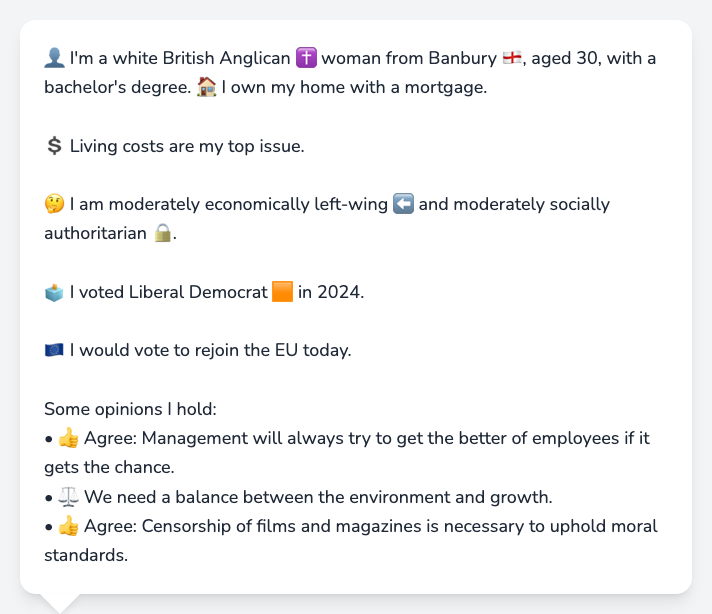 👤 I'm a white British Anglican ✝️ woman from Banbury 🏴󠁧󠁢󠁥󠁮󠁧󠁿, aged 30, with a
bachelor's degree. 🏠 I own my home with a mortgage.
💲 Living costs are my top issue.
🤔 I am moderately economically left-wing ⬅️ and moderately socially
authoritarian 🔒.
🗳️ I voted Liberal Democrat 🟧 in 2024.
🇪🇺 I would vote to rejoin the EU today.
Some opinions I hold:
• 👍 Agree: Management will always try to get the better of employees if it
gets the chance.
• ⚖️ We need a balance between the environment and growth.
• 👍 Agree: Censorship of films and magazines is necessary to uphold moral
standards.